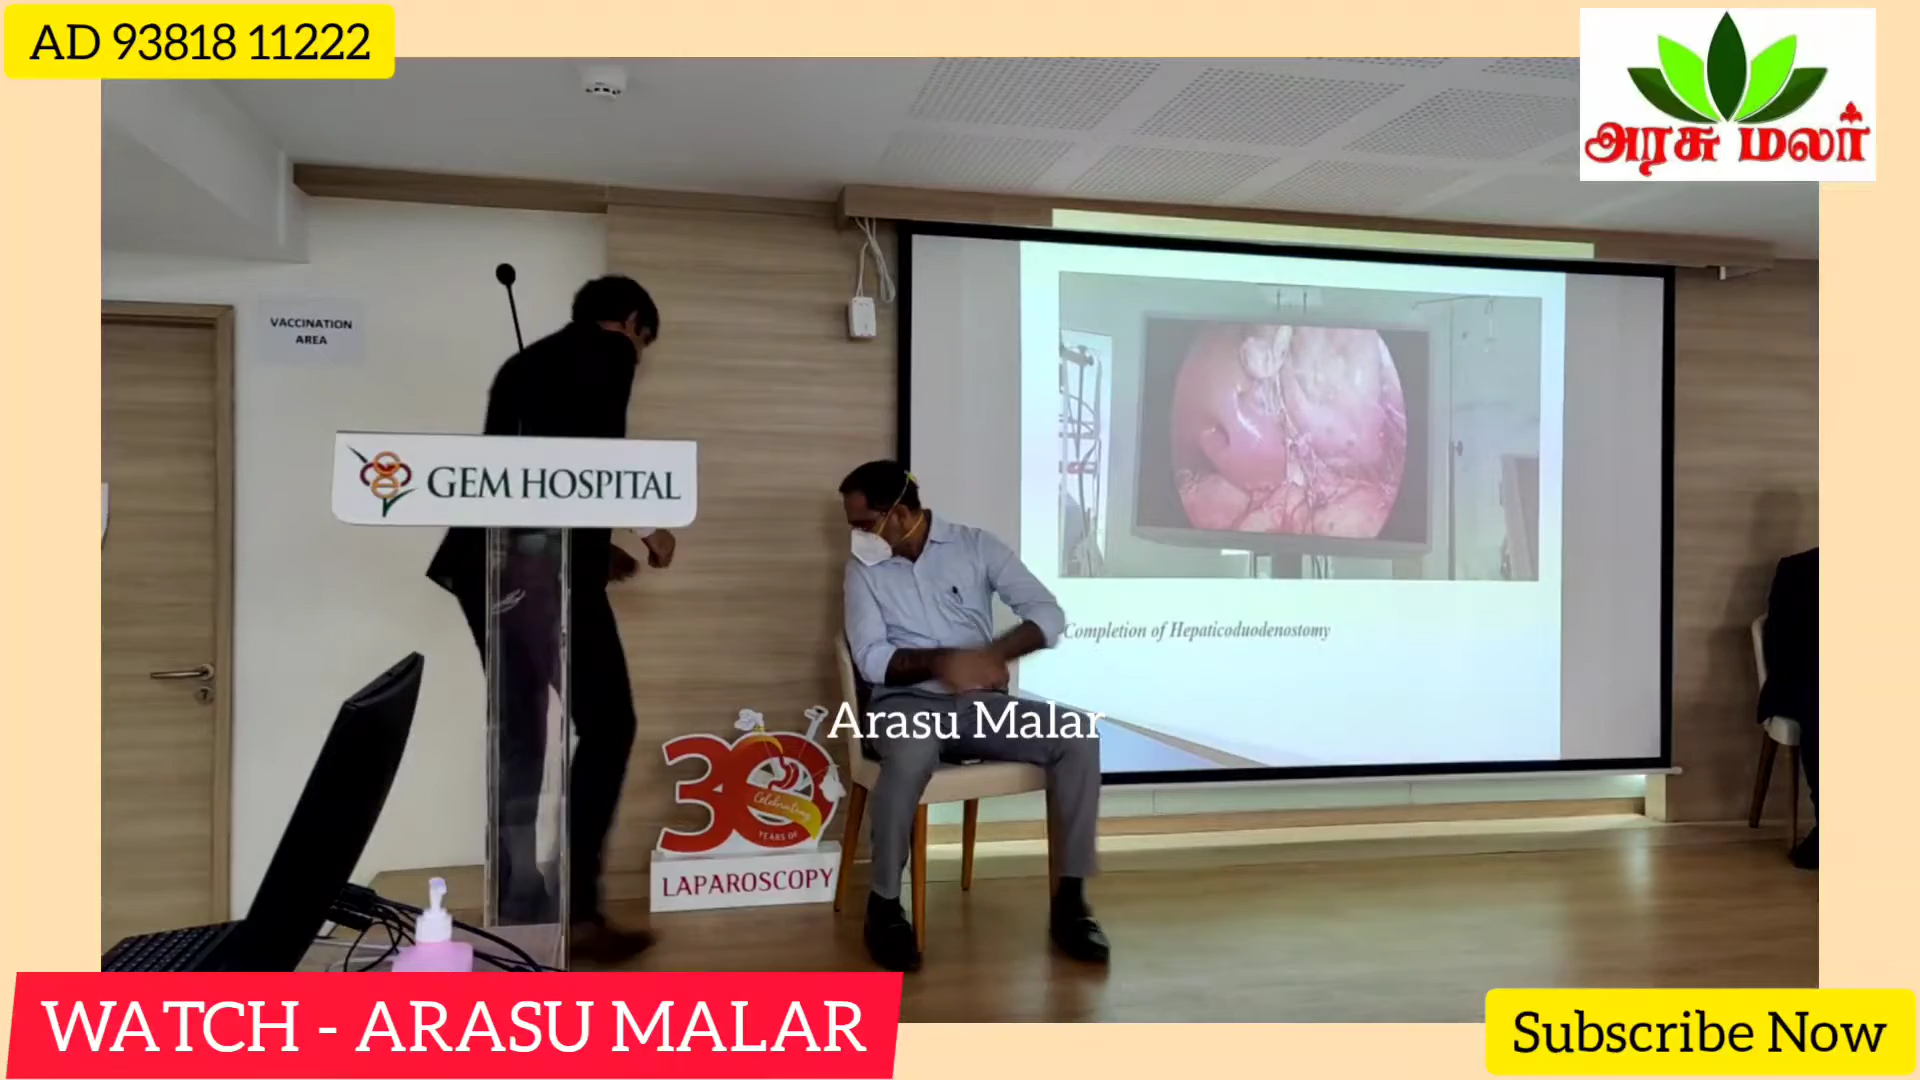 AD 93818 11222
அரசு மலர்
VACCINATION
AREA
GEM HOSPITAL
Completion of Hepaticoduodenostomy
Arasu Malar
30
Celebrating
YEARS OF
LAPAROSCOPY
WATCH - ARASU MALAR
Subscribe Now